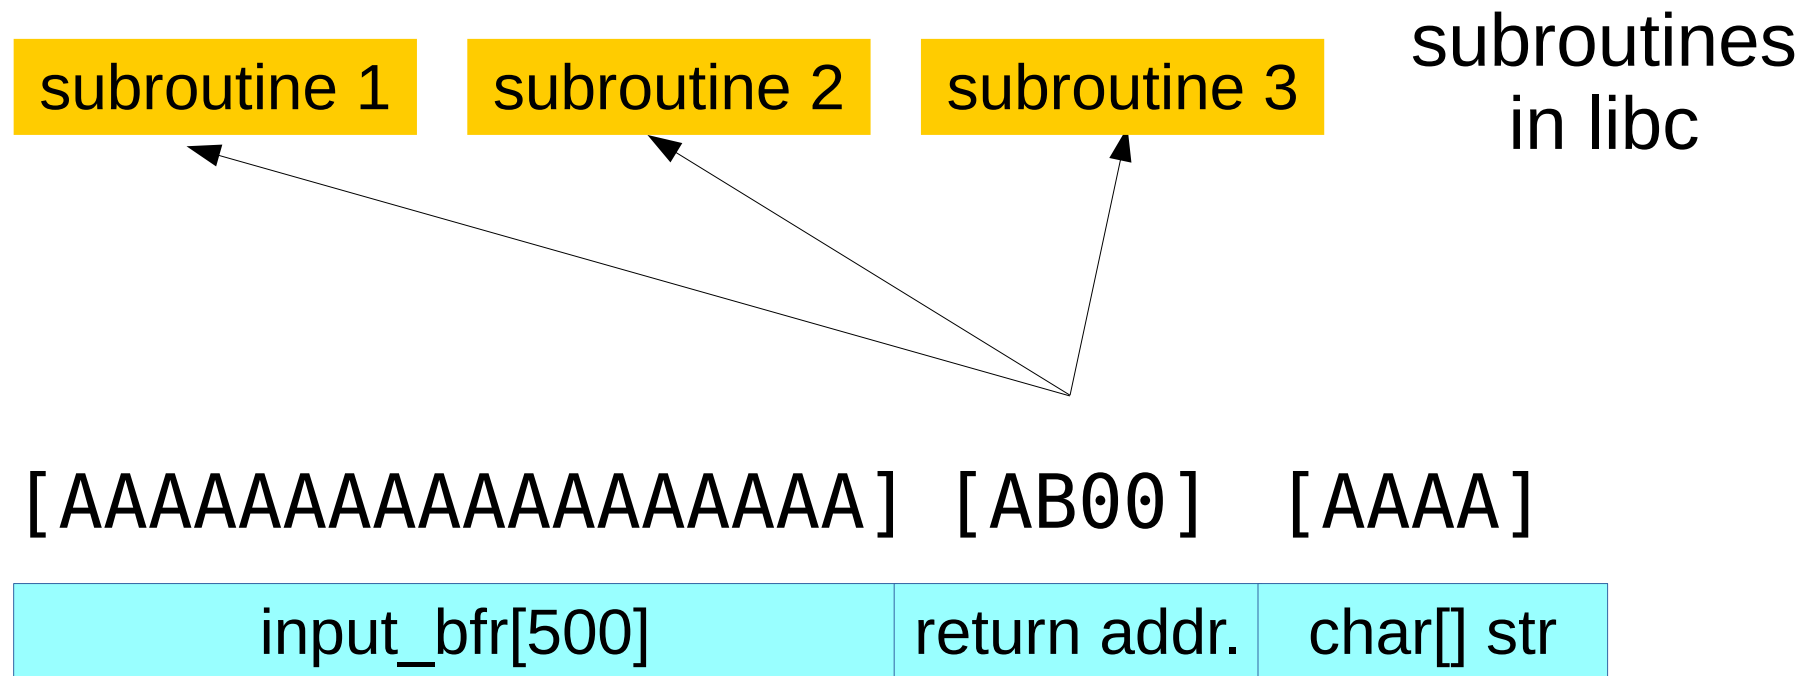 subroutine 1
subroutine 2
subroutine 3
subroutines
in libc
[AAAAAAAAAAAAAAAAAA] [AB00] [AAAA]
input_bfr[500]
return addr.
char[] str